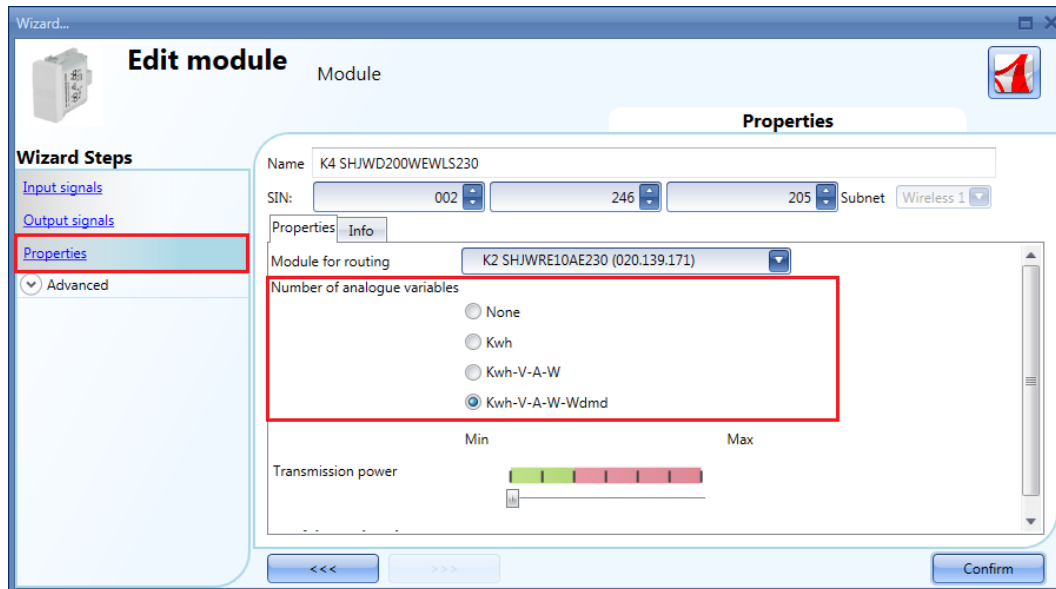 Wizard...
Edit module
Module
Properties
Wizard Steps
Input signals
Output signals
Properties
Advanced
Name K4 SHJWD200WEWLS230
SIN: 002 246 205 Subnet Wireless 1
Properties Info
Module for routing K2 SHJWRE10AE230 (020.139.171)
Number of analogue variables
None
Kwh
Kwh-V-A-W
Kwh-V-A-W-Wdmd
Min Max
Transmission power
<<< >>> Confirm